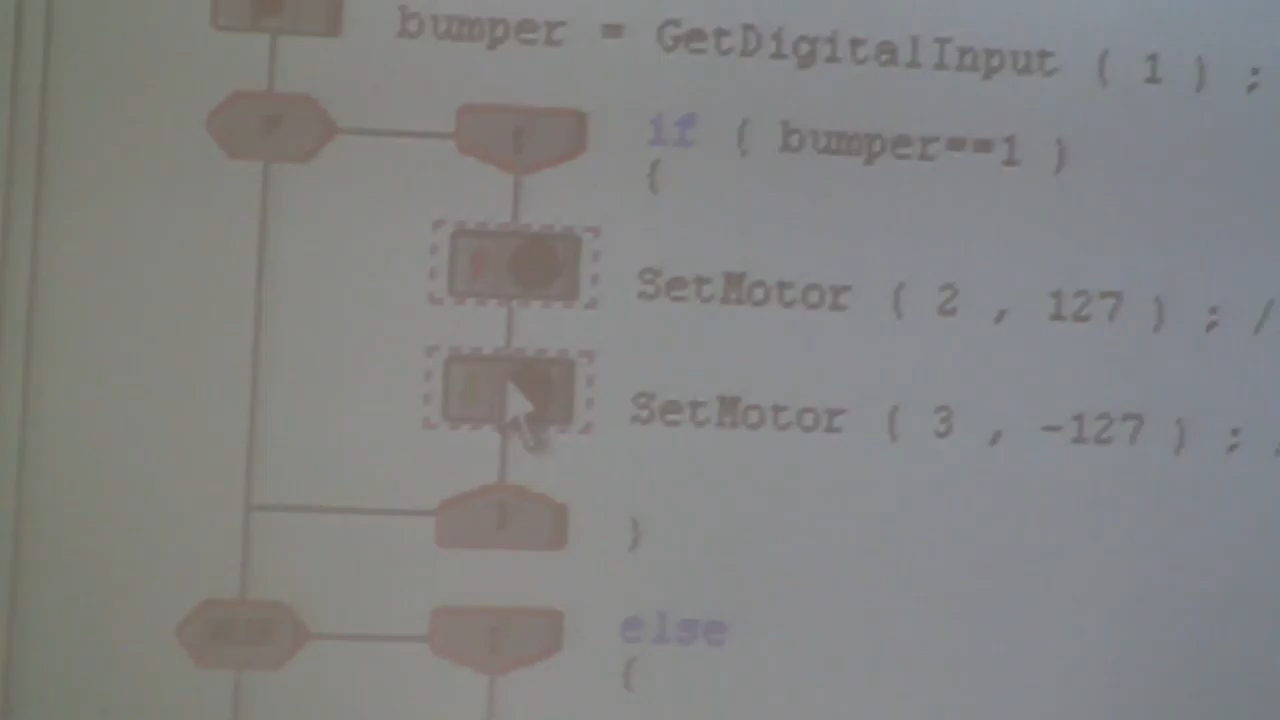 bumper = GetDigitalInput ( 1 ) ;
if ( bumper==1 )
{
SetMotor ( 2 , 127 ) ; /
SetMotor ( 3 , -127 ) ;
}
else
{